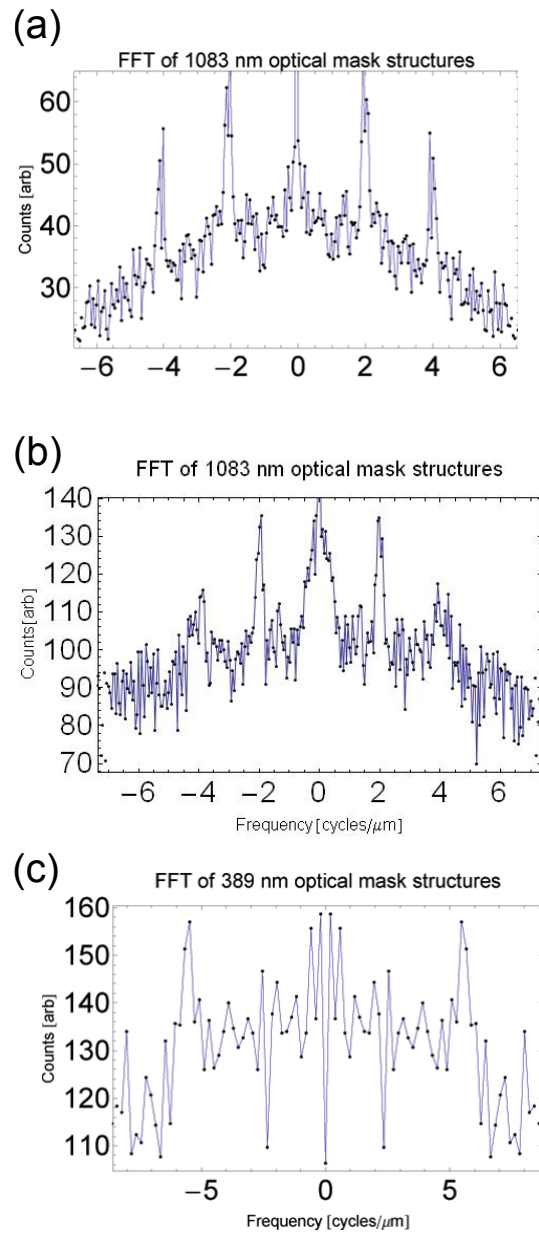 (a)
FFT of 1083 nm optical mask structures
Counts [arb]
60
50
40
30
−6 −4 −2 0 2 4 6
(b)
FFT of 1083 nm optical mask structures
Counts[arb]
140
130
120
110
100
90
80
70
−6 −4 −2 0 2 4 6
Frequency[cycles/μm]
(c)
FFT of 389 nm optical mask structures
Counts [arb]
160
150
140
130
120
110
−5 0 5
Frequency [cycles/μm]